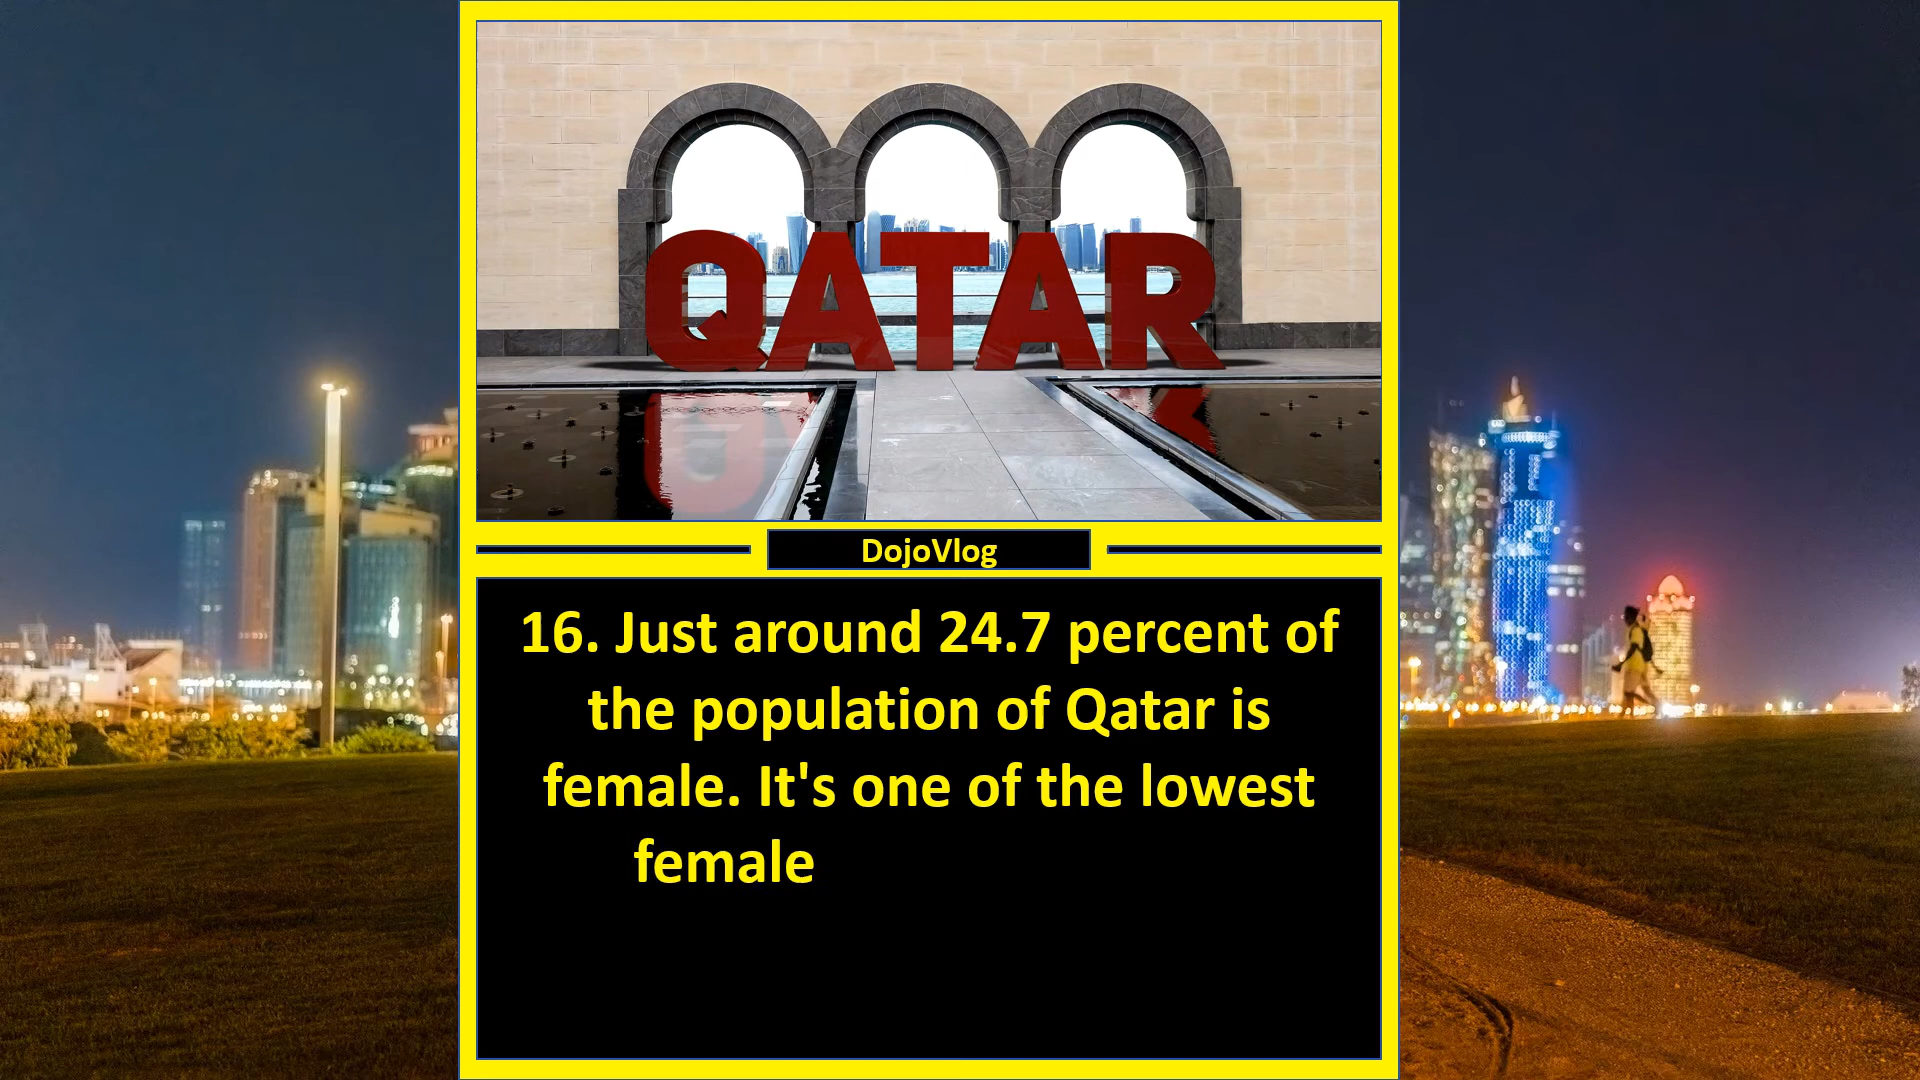 QATAR
DojoVlog
16. Just around 24.7 percent of
the population of Qatar is
female. It's one of the lowest
female